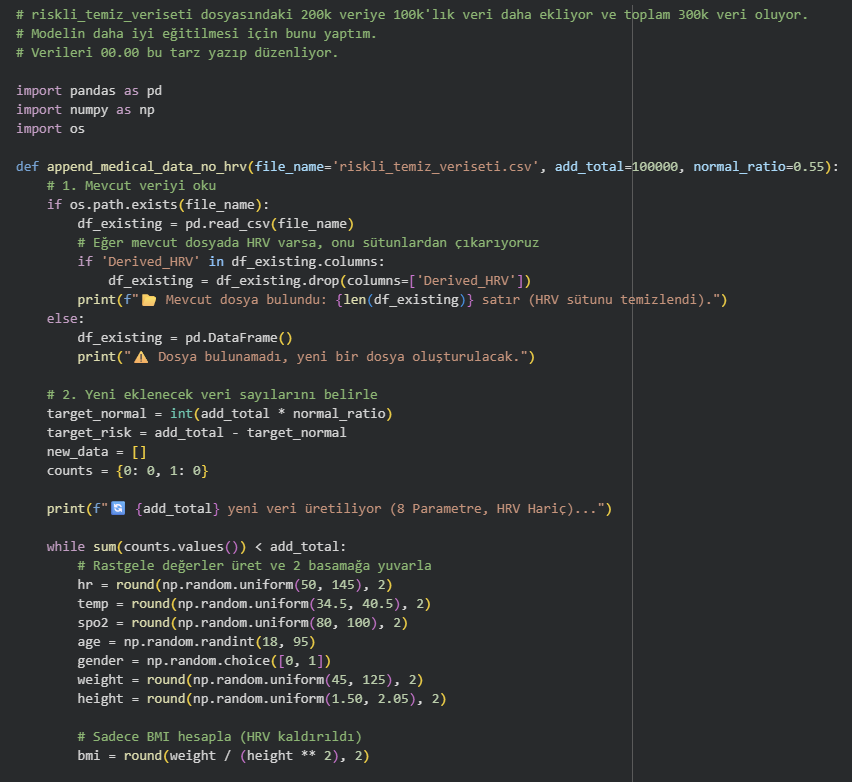 # riskli_temiz_veriseti dosyasındaki 200k veriye 100k'lık veri daha ekliyor ve toplam 300k veri oluyor.
# Modelin daha iyi eğitilmesi için bunu yaptım.
# Verileri 00.00 bu tarz yazıp düzenliyor.

import pandas as pd
import numpy as np
import os

def append_medical_data_no_hrv(file_name='riskli_temiz_veriseti.csv', add_total=100000, normal_ratio=0.55):
    # 1. Mevcut veriyi oku
    if os.path.exists(file_name):
        df_existing = pd.read_csv(file_name)
        # Eğer mevcut dosyada HRV varsa, onu sütunlardan çıkarıyoruz
        if 'Derived_HRV' in df_existing.columns:
            df_existing = df_existing.drop(columns=['Derived_HRV'])
        print(f"📂 Mevcut dosya bulundu: {len(df_existing)} satır (HRV sütunu temizlendi).")
    else:
        df_existing = pd.DataFrame()
        print("⚠️ Dosya bulunamadı, yeni bir dosya oluşturulacak.")

    # 2. Yeni eklenecek veri sayılarını belirle
    target_normal = int(add_total * normal_ratio)
    target_risk = add_total - target_normal
    new_data = []
    counts = {0: 0, 1: 0}

    print(f"🔄 {add_total} yeni veri üretiliyor (8 Parametre, HRV Hariç)...")

    while sum(counts.values()) < add_total:
        # Rastgele değerler üret ve 2 basamağa yuvarla
        hr = round(np.random.uniform(50, 145), 2)
        temp = round(np.random.uniform(34.5, 40.5), 2)
        spo2 = round(np.random.uniform(80, 100), 2)
        age = np.random.randint(18, 95)
        gender = np.random.choice([0, 1])
        weight = round(np.random.uniform(45, 125), 2)
        height = round(np.random.uniform(1.50, 2.05), 2)

        # Sadece BMI hesapla (HRV kaldırıldı)
        bmi = round(weight / (height ** 2), 2)